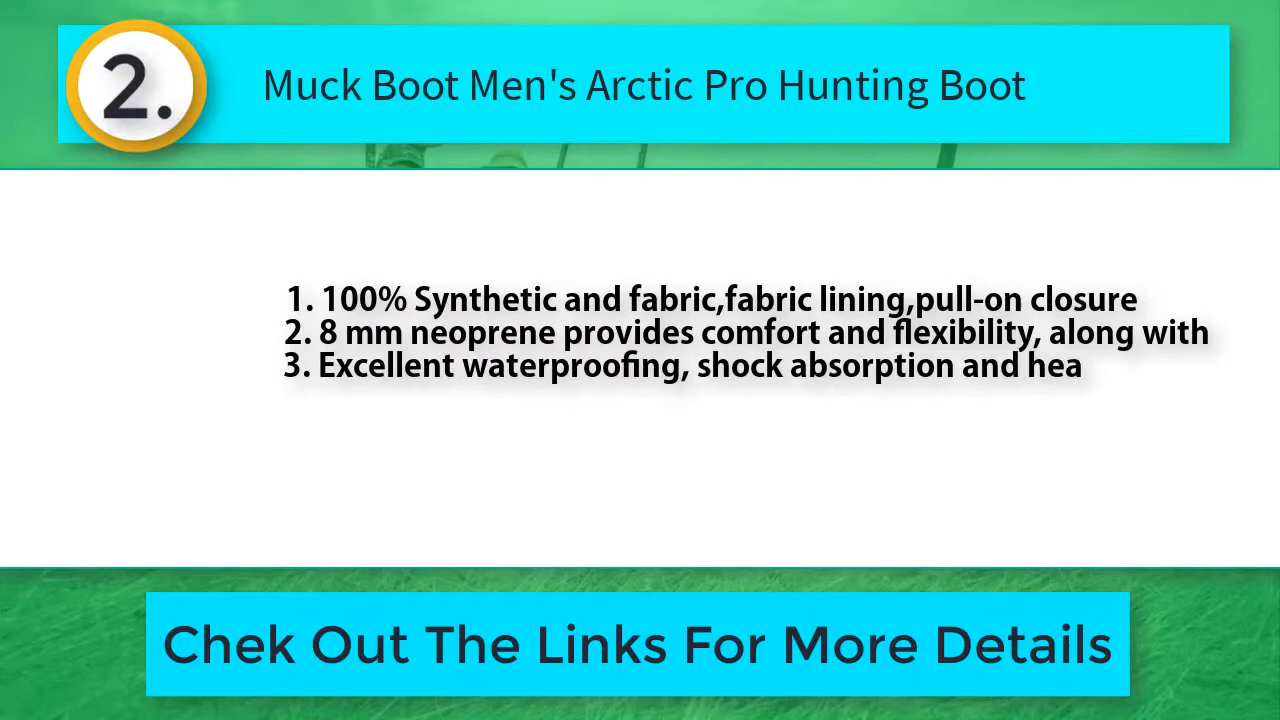 2.
Muck Boot Men's Arctic Pro Hunting Boot
1. 100% Synthetic and fabric,fabric lining,pull-on closure
2. 8 mm neoprene provides comfort and flexibility, along with
3. Excellent waterproofing, shock absorption and hea
Chek Out The Links For More Details